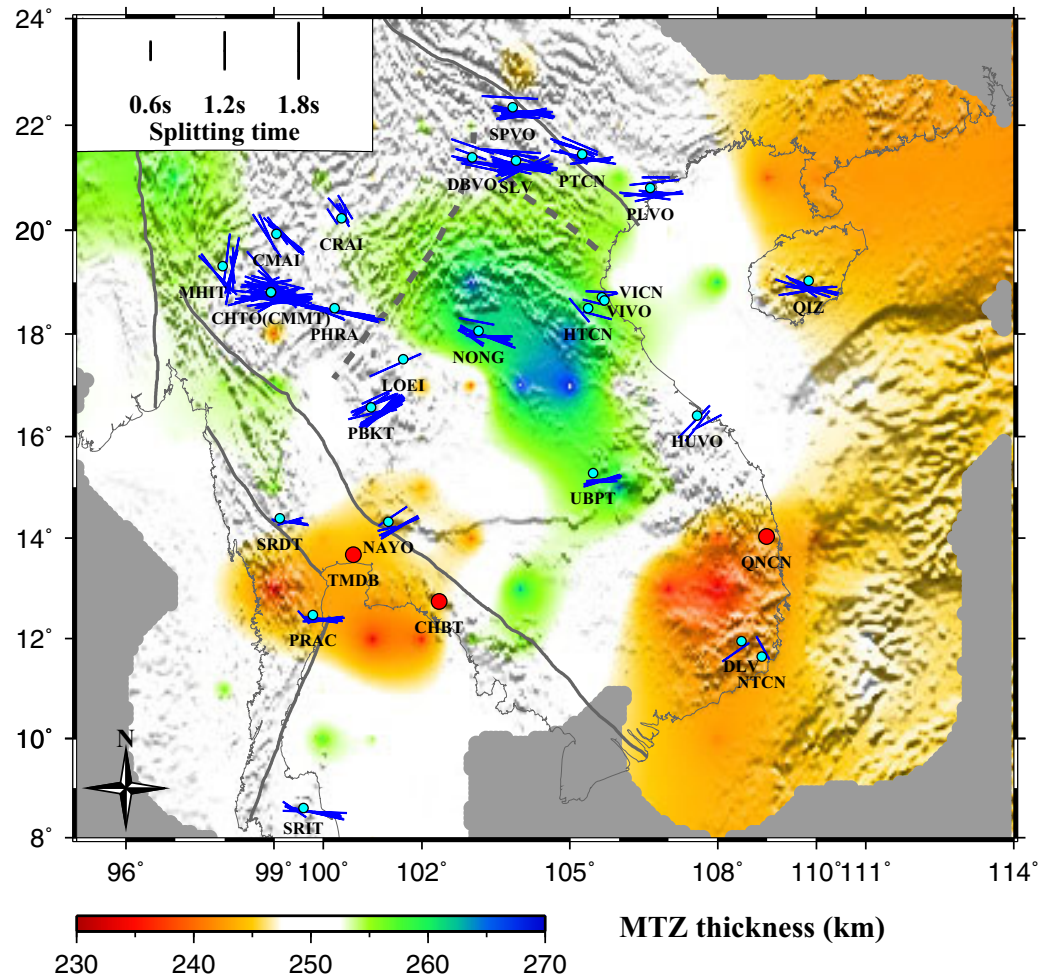 24°
22°
20°
18°
16°
14°
12°
10°
8°
0.6s 1.2s 1.8s
Splitting time
SPVO
DBVO
SLV
PTCN
PLVO
CRAI
CMAI
MHIT
CHTO(CMMT)
PHRA
VICN
VIVO
HTCN
QIZ
NONG
LOEI
PBKT
HUVO
UBPT
SRDT
NAYO
QNCN
TMDB
CHBT
PRAC
DLV
NTCN
N
SRIT
96° 99° 100° 102° 105° 108° 110° 111° 114°
MTZ thickness (km)
230 240 250 260 270